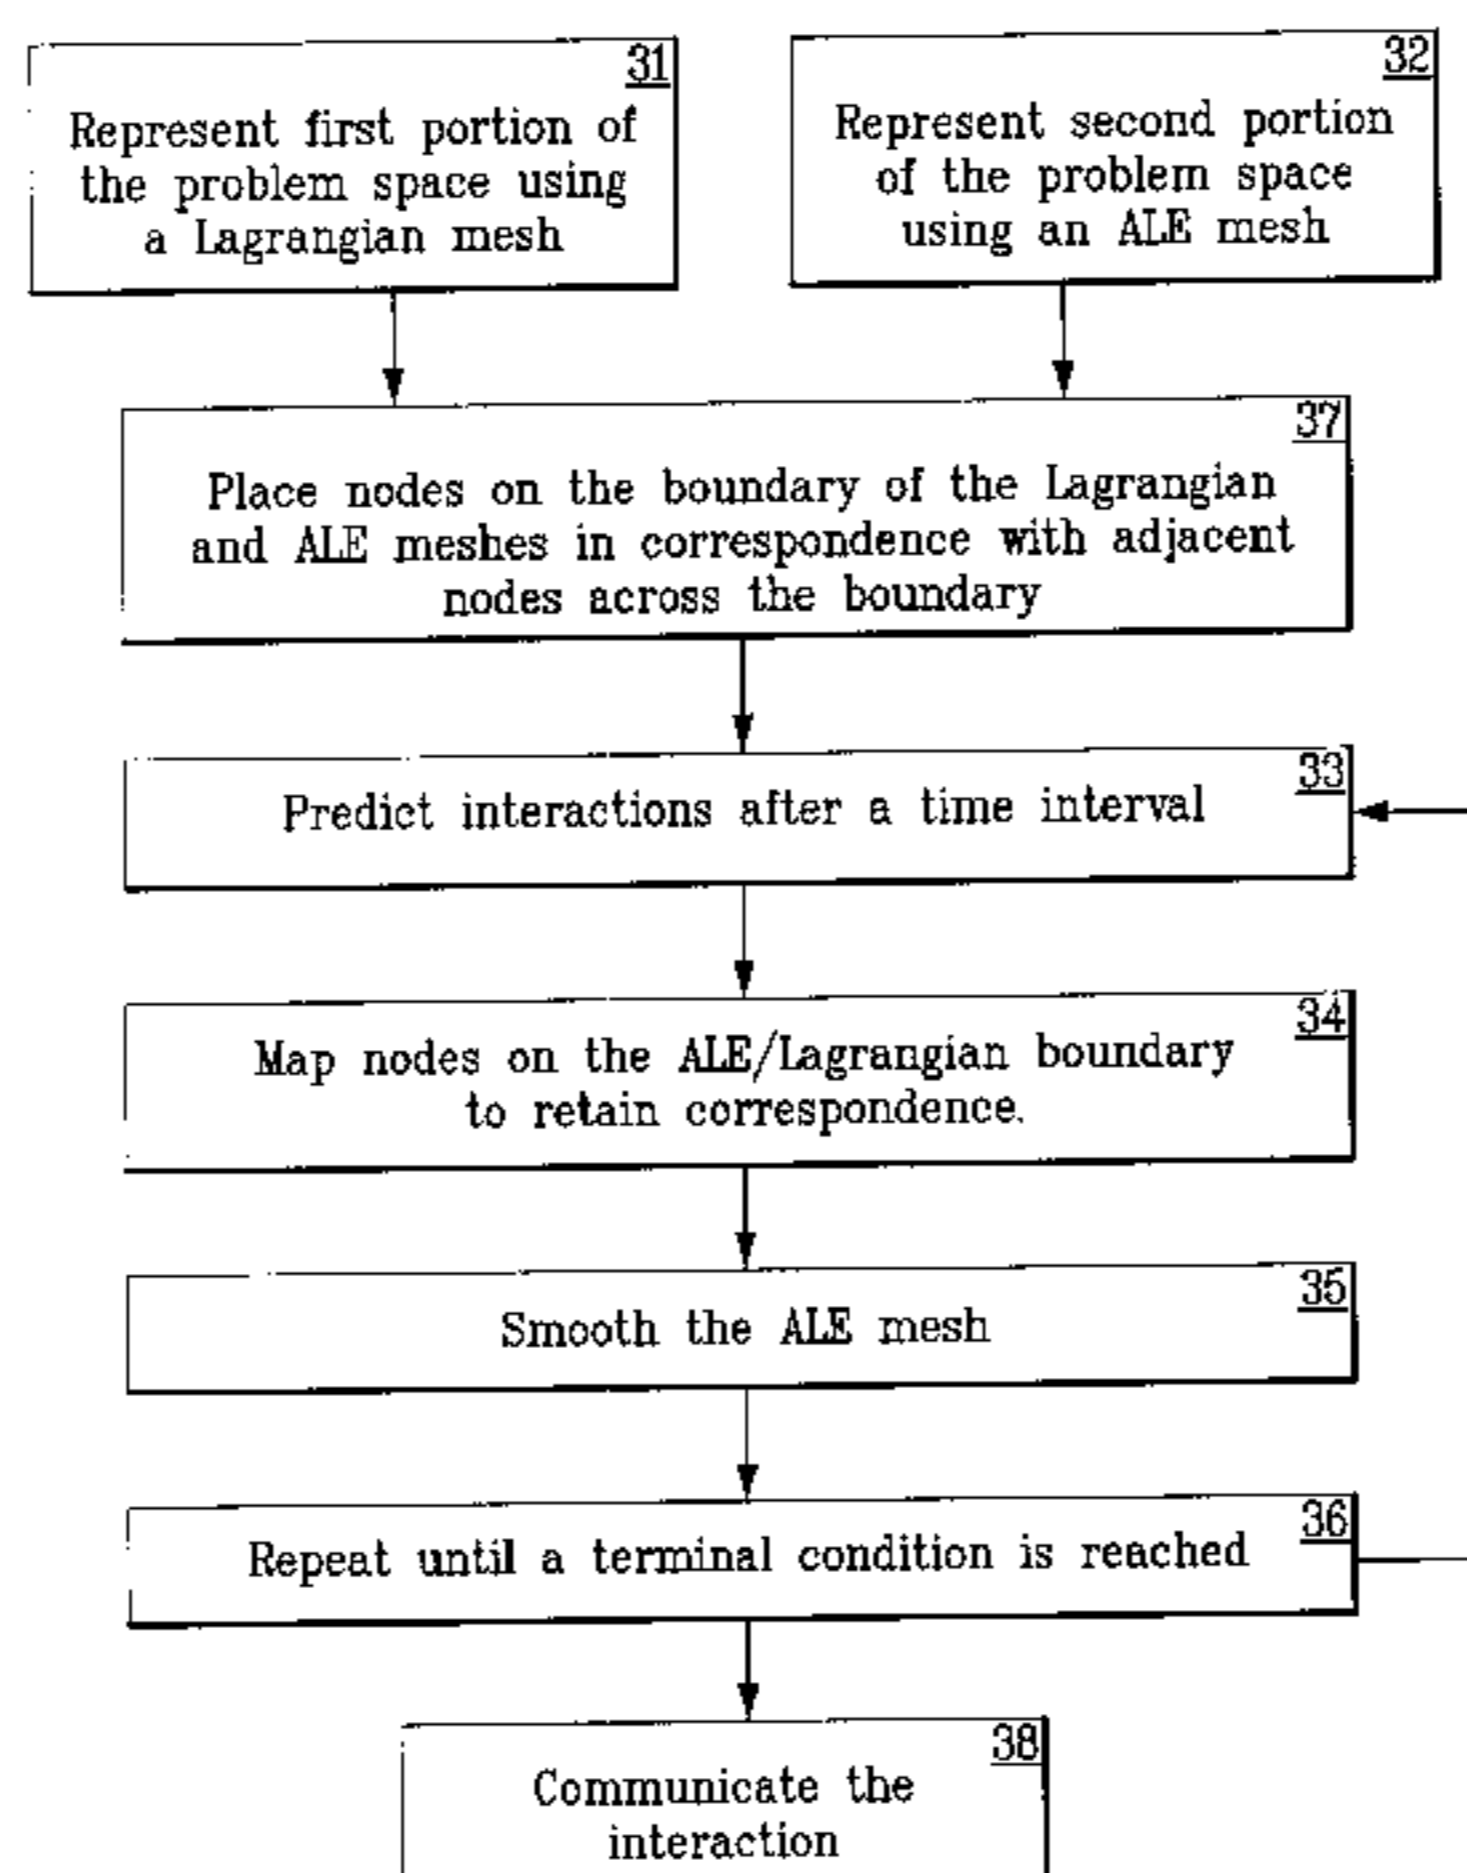 31
Represent first portion of
the problem space using
a Lagrangian mesh
32
Represent second portion
of the problem space
using an ALE mesh
37
Place nodes on the boundary of the Lagrangian
and ALE meshes in correspondence with adjacent
nodes across the boundary
33
Predict interactions after a time interval
34
Map nodes on the ALE/Lagrangian boundary
to retain correspondence.
35
Smooth the ALE mesh
36
Repeat until a terminal condition is reached
38
Communicate the
interaction